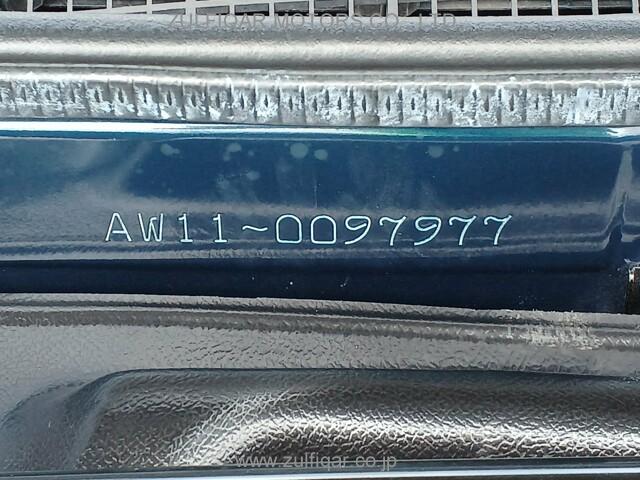 ZULFIQAR MOTORS CO.,LTD.
AW11~0097977
www.zulfiqar.co.jp